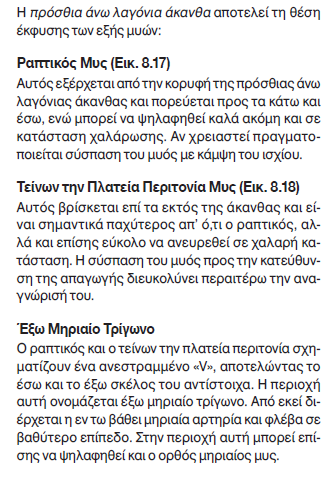 Η πρόσθια άνω λαγόνια άκανθα αποτελεί τη θέση
έκφυσης των εξής μυών:
Ραπτικός Μυς (Εικ. 8.17)
Αυτός εξέρχεται από την κορυφή της πρόσθιας άνω
λαγόνιας άκανθας και πορεύεται προς τα κάτω και
έσω, ενώ μπορεί να ψηλαφηθεί καλά ακόμη και σε
κατάσταση χαλάρωσης. Αν χρειαστεί πραγματο-
ποιείται σύσπαση του μυός με κάμψη του ισχίου.
Τείνων την Πλατεία Περιτονία Μυς (Εικ. 8.18)
Αυτός βρίσκεται επί τα εκτός της άκανθας και εί-
ναι σημαντικά παχύτερος απ' ό,τι ο ραπτικός, αλ-
λά και επίσης εύκολο να ανευρεθεί σε χαλαρή κα-
τάσταση. Η σύσπαση του μυός προς την κατεύθυν-
ση της απαγωγής διευκολύνει περαιτέρω την ανα-
γνώρισή του.
Έξω Μηριαίο Τρίγωνο
Ο ραπτικός και ο τείνων την πλατεία περιτονία σχη-
ματίζουν ένα ανεστραμμένο «V», αποτελώντας το
έσω και το έξω σκέλος του αντίστοιχα. Η περιοχή
αυτή ονομάζεται έξω μηριαίο τρίγωνο. Από εκεί δι-
έρχεται η εν τω βάθει μηριαία αρτηρία και φλέβα σε
βαθύτερο επίπεδο. Στην περιοχή αυτή μπορεί επί-
σης να ψηλαφηθεί και ο ορθός μηριαίος μυς.